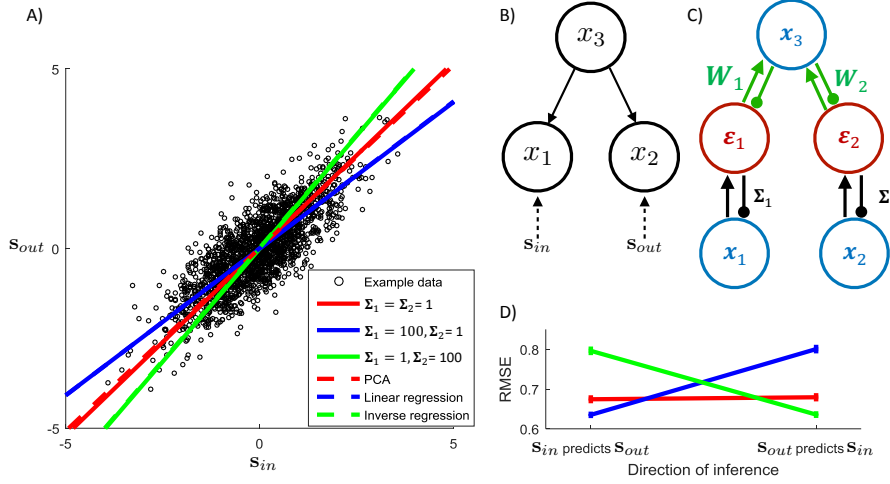 A)
5
0
-5
s_out
-5
0
5
s_in
Example data
Σ₁ = Σ₂ = 1
Σ₁ = 100, Σ₂ = 1
Σ₁ = 1, Σ₂ = 100
PCA
Linear regression
Inverse regression
B)
x₃
x₁
x₂
s_in
s_out
C)
x₃
W₁
W₂
ε₁
ε₂
Σ₁
Σ
x₁
x₂
D)
RMSE
0.8
0.7
0.6
s_in predicts s_out
s_out predicts s_in
Direction of inference